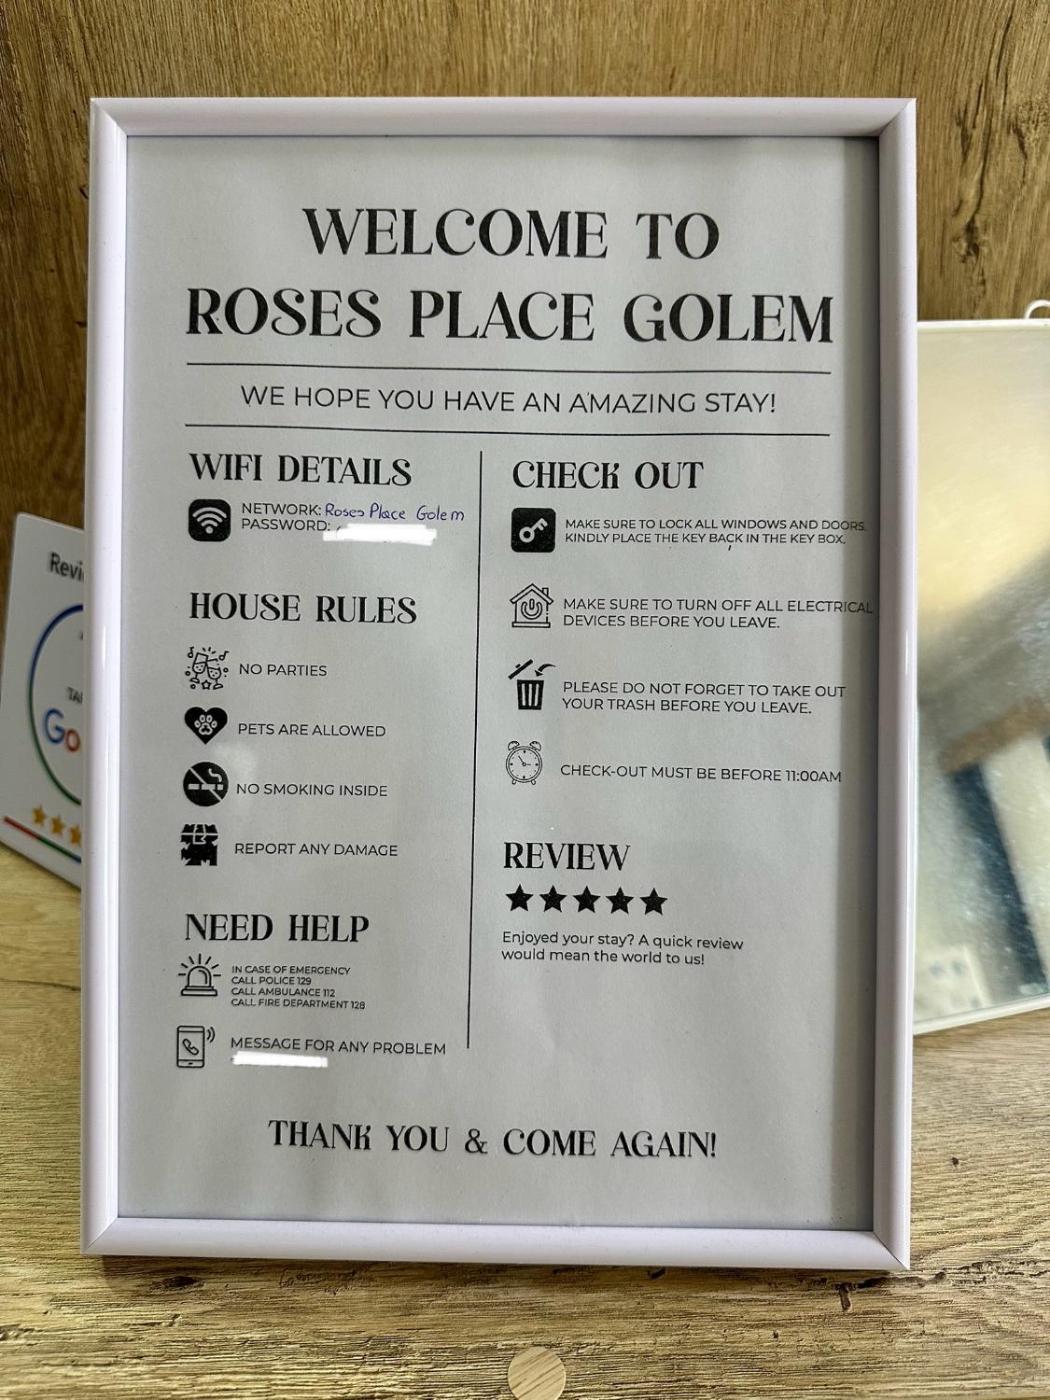 WELCOME TO
ROSES PLACE GOLEM
WE HOPE YOU HAVE AN AMAZING STAY!
WIFI DETAILS
NETWORK: Roses Place Golem
PASSWORD:
HOUSE RULES
NO PARTIES
PETS ARE ALLOWED
NO SMOKING INSIDE
REPORT ANY DAMAGE
NEED HELP
IN CASE OF EMERGENCY
CALL POLICE 129
CALL AMBULANCE 112
CALL FIRE DEPARTMENT 128
MESSAGE FOR ANY PROBLEM
CHECK OUT
MAKE SURE TO LOCK ALL WINDOWS AND DOORS.
KINDLY PLACE THE KEY BACK IN THE KEY BOX.
MAKE SURE TO TURN OFF ALL ELECTRICAL
DEVICES BEFORE YOU LEAVE.
PLEASE DO NOT FORGET TO TAKE OUT
YOUR TRASH BEFORE YOU LEAVE.
CHECK-OUT MUST BE BEFORE 11:00AM
REVIEW
Enjoyed your stay? A quick review
would mean the world to us!
THANK YOU & COME AGAIN!